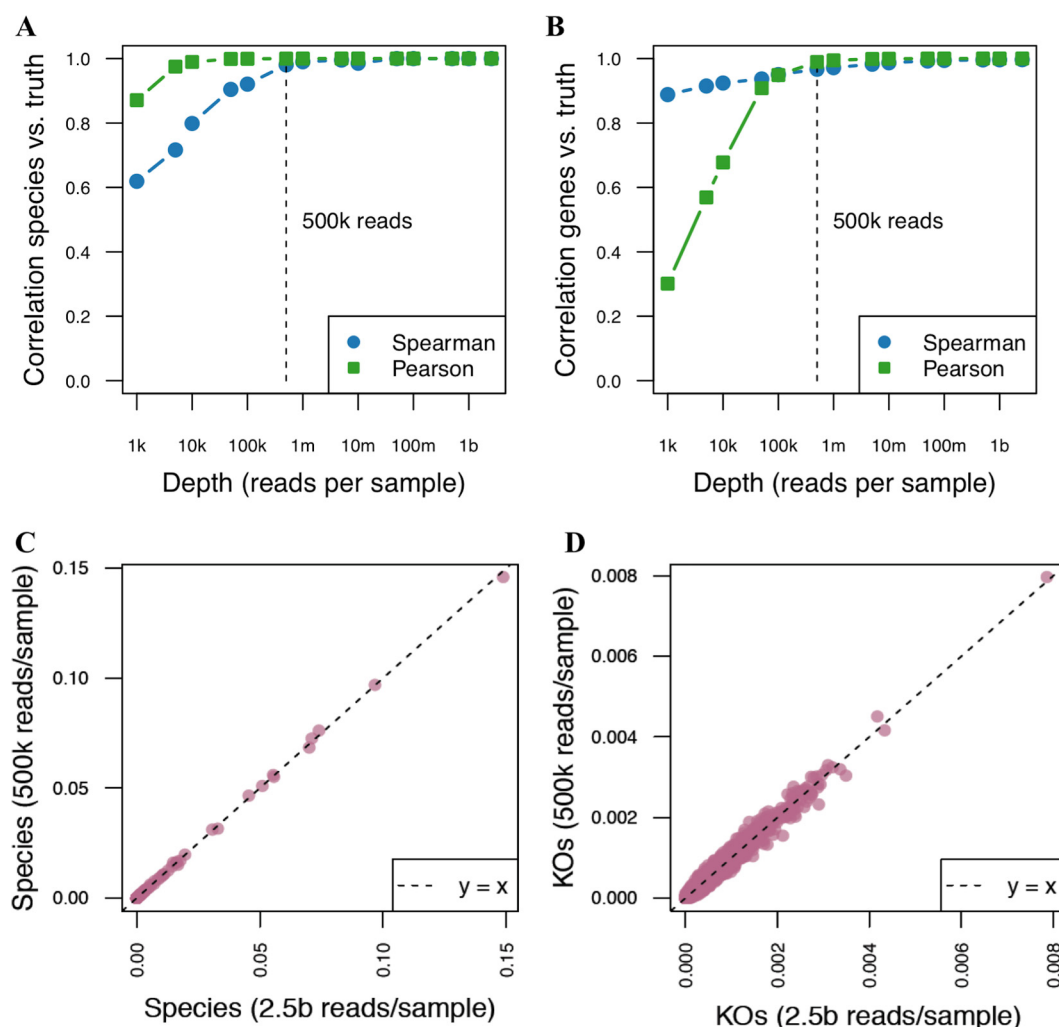 A
Correlation species vs. truth
1.0
0.8
0.6
0.4
0.2
0.0
500k reads
Spearman
Pearson
1k 10k 100k 1m 10m 100m 1b
Depth (reads per sample)
B
Correlation genes vs. truth
1.0
0.8
0.6
0.4
0.2
0.0
500k reads
Spearman
Pearson
1k 10k 100k 1m 10m 100m 1b
Depth (reads per sample)
C
Species (500k reads/sample)
0.15
0.10
0.05
0.00
y = x
0.00 0.05 0.10 0.15
Species (2.5b reads/sample)
D
KOs (500k reads/sample)
0.008
0.006
0.004
0.002
0.000
y = x
0.000 0.002 0.004 0.006 0.008
KOs (2.5b reads/sample)